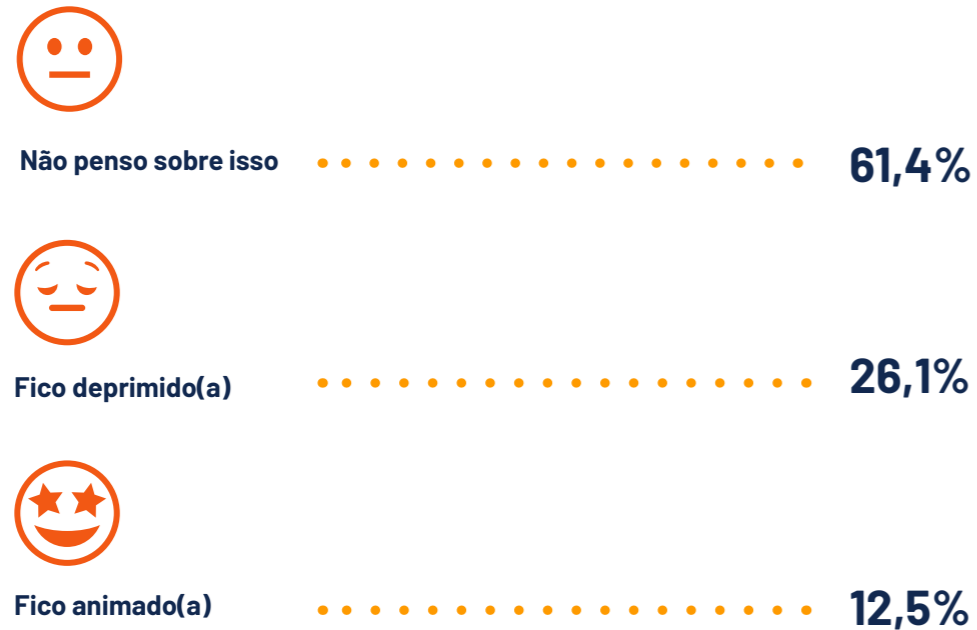 Não penso sobre isso 61,4%
Fico deprimido(a) 26,1%
Fico animado(a) 12,5%